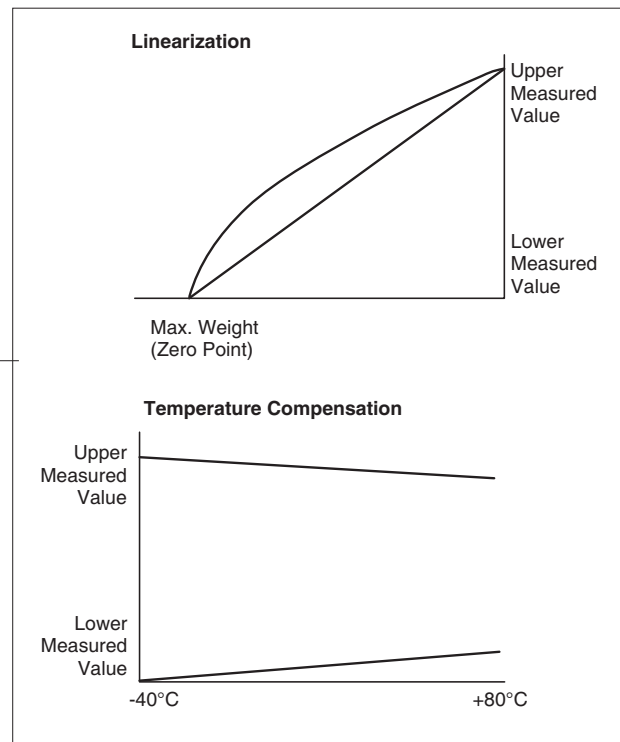 Linearization
Upper
Measured
Value
Lower
Measured
Value
Max. Weight
(Zero Point)
Temperature Compensation
Upper
Measured
Value
Lower
Measured
Value
-40°C
+80°C